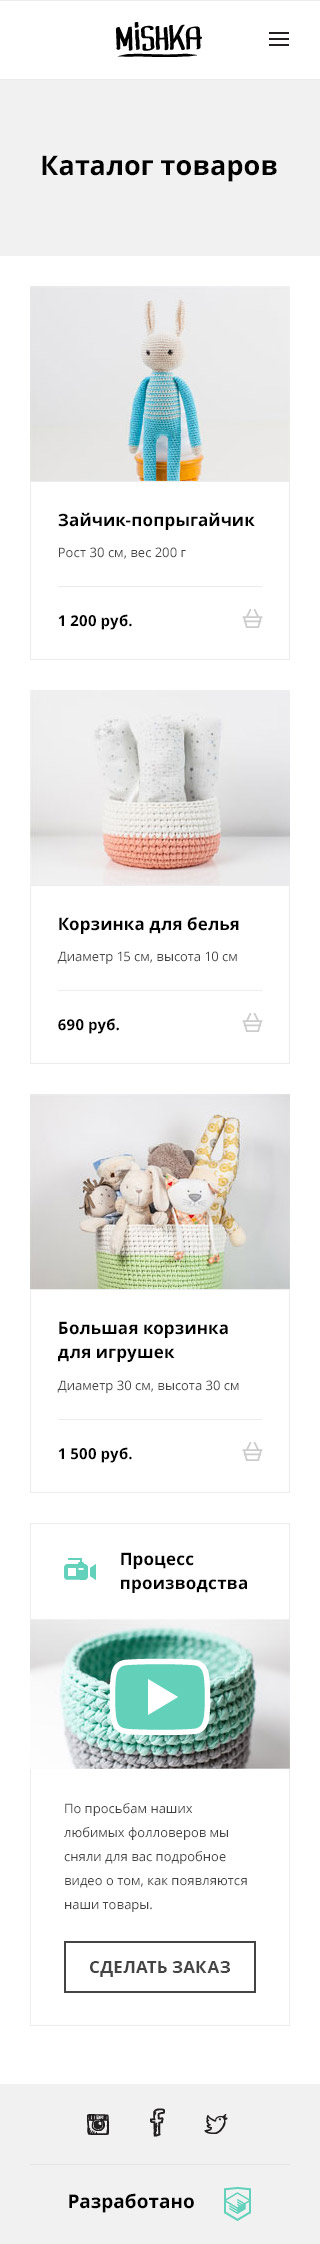 MiSHKA
Каталог товаров
Зайчик-попрыгайчик
Рост 30 см, вес 200 г
1 200 руб.
Корзинка для белья
Диаметр 15 см, высота 10 см
690 руб.
Большая корзинка
для игрушек
Диаметр 30 см, высота 30 см
1 500 руб.
Процесс
производства
По просьбам наших
любимых фолловеров мы
сняли для вас подробное
видео о том, как появляются
наши товары.
СДЕЛАТЬ ЗАКАЗ
Разработано